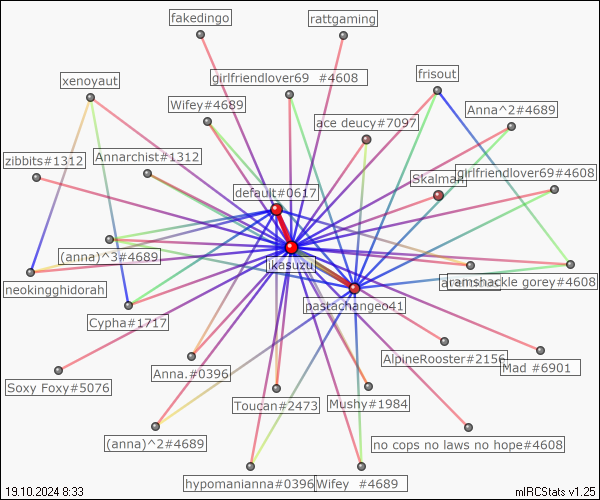 fakedingo
rattgaming
xenoyaut
girlfriendlover69 #4608
frisout
Wifey#4689
Anna^2#4689
ace deucy#7097
zibbits#1312
Annarchist#1312
default#0617
Skalman
girlfriendlover69#4608
(anna)^3#4689
ikasuzu
neokingghidorah
ramshackle gorey#4608
pastachangeo41
Cypha#1717
AlpineRooster#2156
Mad #6901
Soxy Foxy#5076
Anna.#0396
Toucan#2473
Mushy#1984
(anna)^2#4689
no cops no laws no hope#4608
hypomanianna#0396
Wifey #4689
19.10.2024 8:33
mIRCStats v1.25